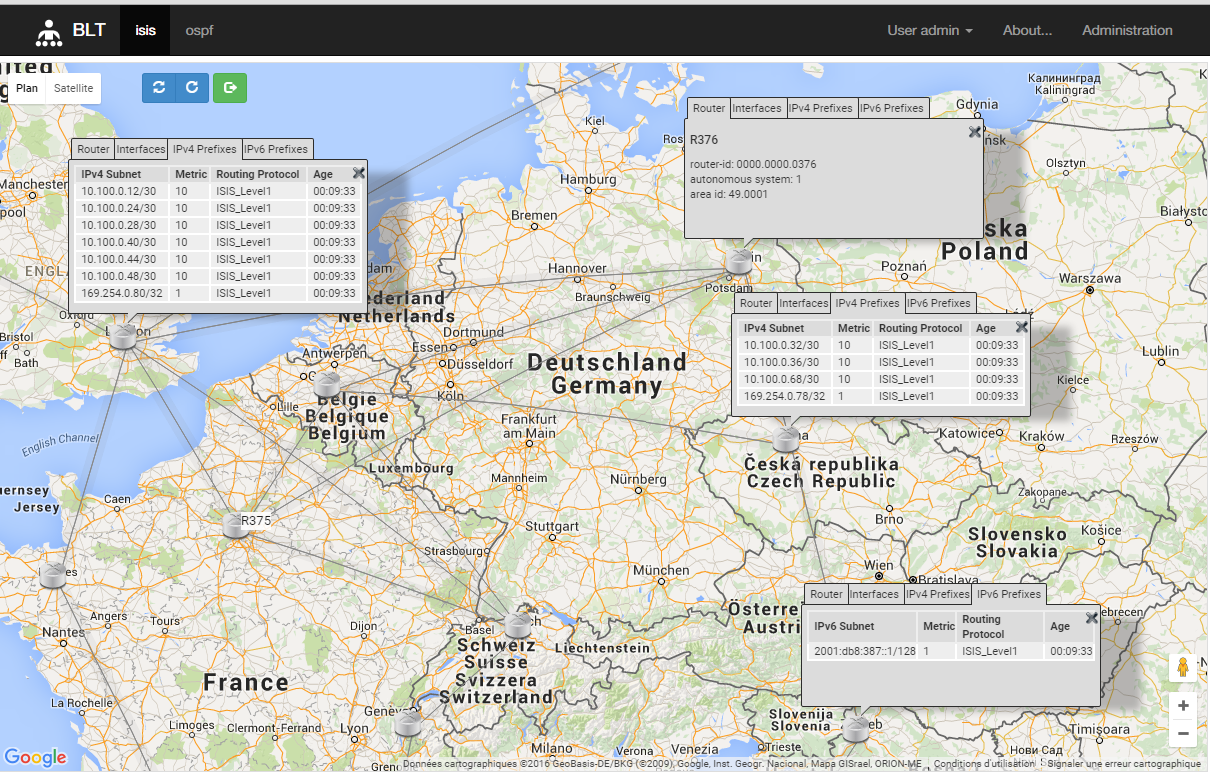 BLT
isis
ospf
User admin
About...
Administration
Plan
Satellite
Калининград
Kaliningrad
Gdynia
Kiel
Hamburg
Bremen
Hannover
Braunschweig
Potsdam
Olsztyn
Poznań
Poland
Warszawa
Lublin
Kielce
Katowice
Kraków
Rzeszów
Manchester
Bristol
Bath
Router
Interfaces
IPv4 Prefixes
IPv6 Prefixes
IPv4 Subnet Metric Routing Protocol Age
10.100.0.12/30 10 ISIS_Level1 00:09:33
10.100.0.24/30 10 ISIS_Level1 00:09:33
10.100.0.28/30 10 ISIS_Level1 00:09:33
10.100.0.40/30 10 ISIS_Level1 00:09:33
10.100.0.44/30 10 ISIS_Level1 00:09:33
10.100.0.48/30 10 ISIS_Level1 00:09:33
169.254.0.80/32 1 ISIS_Level1 00:09:33
Router
Interfaces
IPv4 Prefixes
IPv6 Prefixes
R376
router-id: 0000.0000.0376
autonomous system: 1
area id: 49.0001
Router
Interfaces
IPv4 Prefixes
IPv6 Prefixes
IPv4 Subnet Metric Routing Protocol Age
10.100.0.32/30 10 ISIS_Level1 00:09:33
10.100.0.36/30 10 ISIS_Level1 00:09:33
10.100.0.68/30 10 ISIS_Level1 00:09:33
169.254.0.78/32 1 ISIS_Level1 00:09:33
Netherlands
Dortmund
Essen
Düsseldorf
Antwerpen
Köln
Deutschland
Germany
België
Belgique
Belgium
Lille
English Channel
Frankfurt
am Main
Luxembourg
Mannheim
Nürnberg
Česká republika
Czech Republic
Zakopane
Jersey
Caen
R375
Stuttgart
Strasbourg
Brno
Slovensko
Slovakia
Košice
München
Wien
Bratislava
Angers
Tours
Nantes
Dijon
Basel
Schweiz
Suisse
Svizzera
Switzerland
Liechtenstein
Router
Interfaces
IPv4 Prefixes
IPv6 Prefixes
IPv6 Subnet Metric Routing Protocol Age
2001:db8:387::1/128 1 ISIS_Level1 00:09:33
France
La Rochelle
Limoges
Clermont-Ferrand
Lyon
Milano
Verona
Venezia
Trieste
Slovenija
Slovenia
Timișoara
Нови Сад
Google
Données cartographiques ©2016 GeoBasis-DE/BKG (©2009), Google, Inst. Geogr. Nacional, Mapa GISrael, ORION-ME
Conditions d'utilisation
Signaler une erreur cartographique